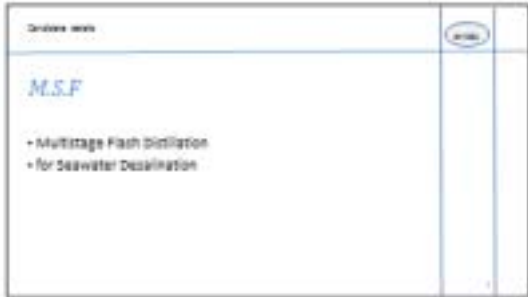 M.S.F
• Multistage Flash Distillation
• for Seawater Desalination